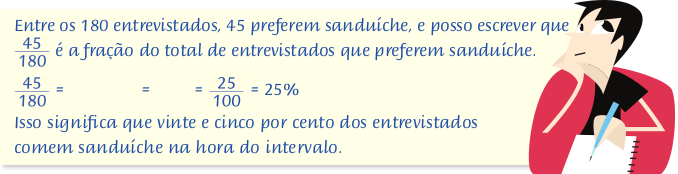 Entre os 180 entrevistados, 45 preferem sanduíche, e posso escrever que
45/180 é a fração do total de entrevistados que preferem sanduíche.
45/180 = = = 25/100 = 25%
Isso significa que vinte e cinco por cento dos entrevistados
comem sanduíche na hora do intervalo.